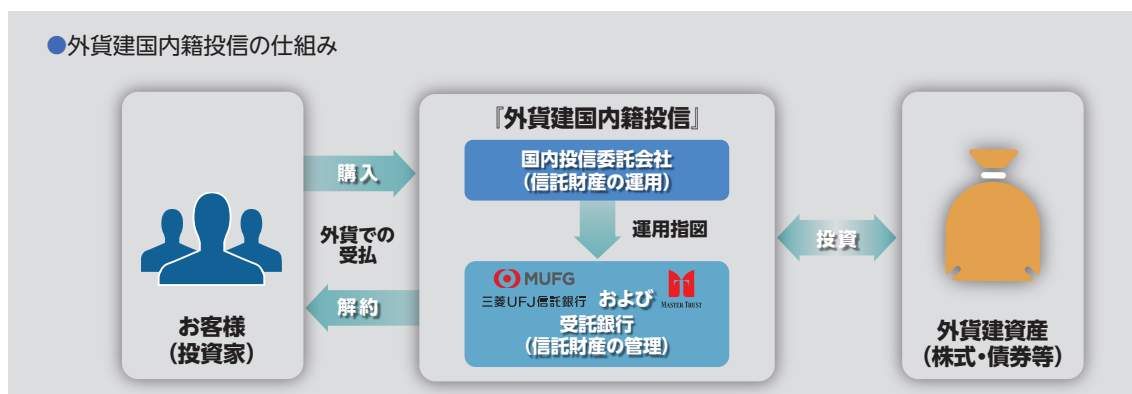 ●外貨建国内籍投信の仕組み
お客様
（投資家）
購入
外貨での
受払
解約
『外貨建国内籍投信』
国内投信委託会社
（信託財産の運用）
運用指図
MUFG
三菱UFJ信託銀行 および MASTER TRUST
受託銀行
（信託財産の管理）
投資
外貨建資産
（株式・債券等）